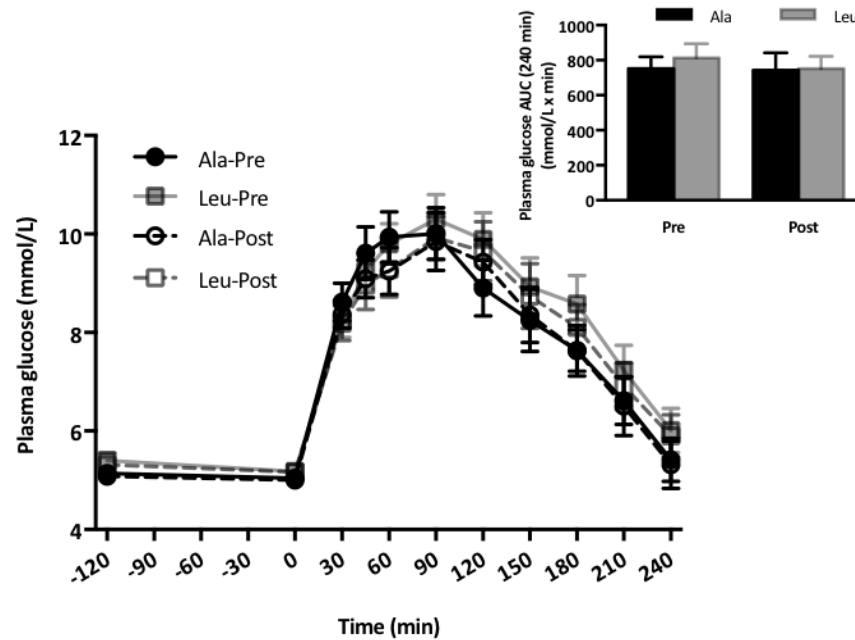 Ala
Leu
Plasma glucose AUC (240 min)
(mmol/L x min)
1000
800
600
400
200
0
Pre
Post
Plasma glucose (mmol/L)
12
10
8
6
4
Ala-Pre
Leu-Pre
Ala-Post
Leu-Post
-120
-90
-60
-30
0
30
60
90
120
150
180
210
240
Time (min)